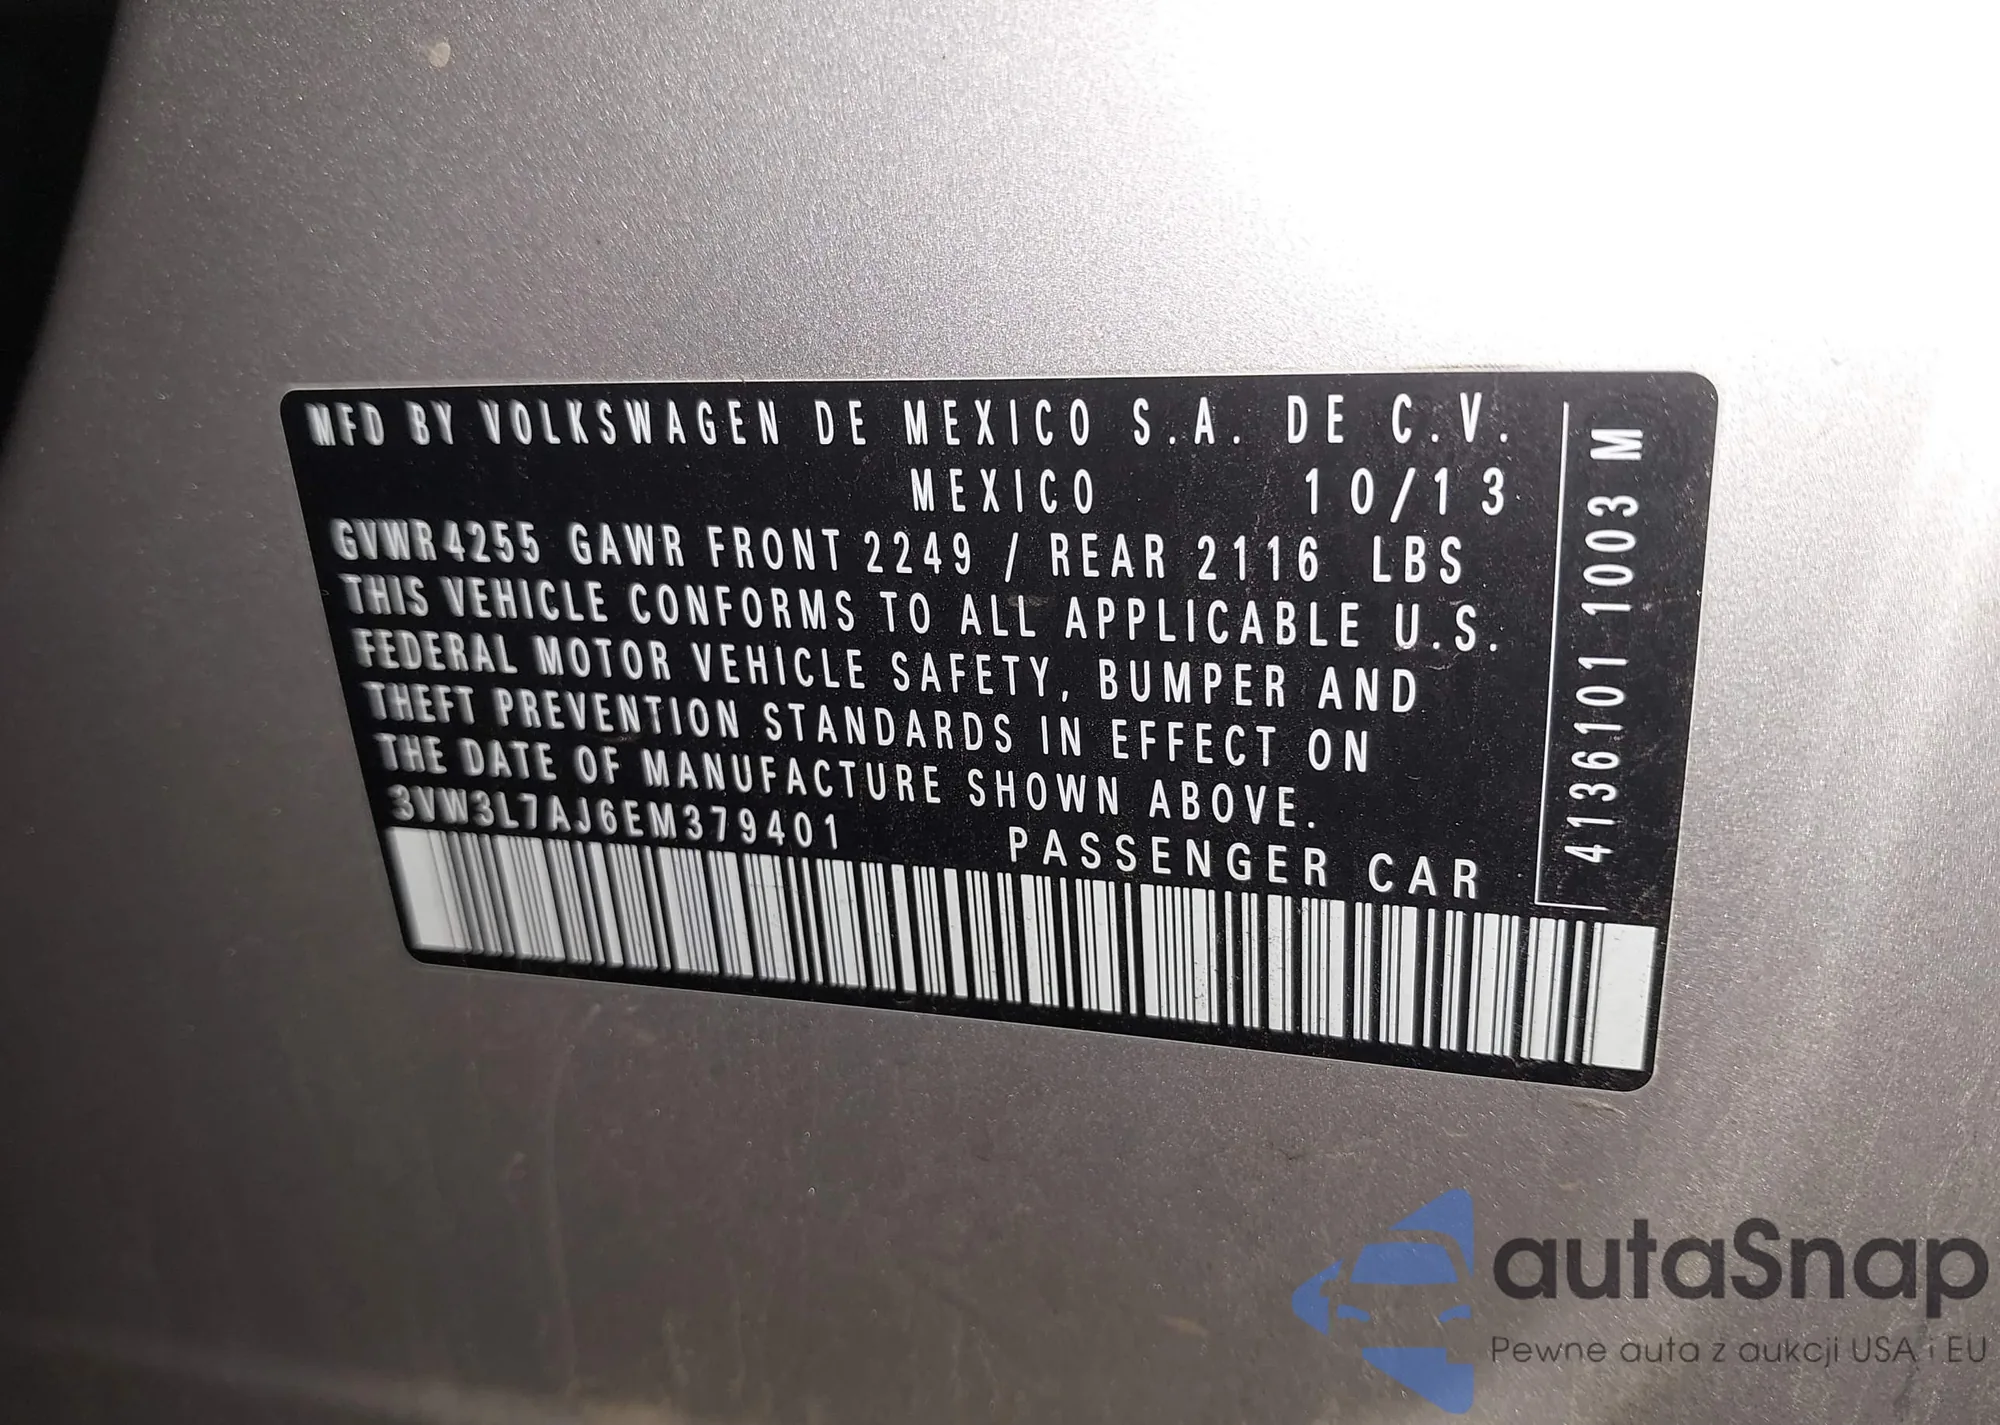 MFD BY VOLKSWAGEN DE MEXICO S.A. DE C.V.
MEXICO 10/13
GVWR 4255 GAWR FRONT 2249 / REAR 2116 LBS
THIS VEHICLE CONFORMS TO ALL APPLICABLE U.S.
FEDERAL MOTOR VEHICLE SAFETY, BUMPER AND
THEFT PREVENTION STANDARDS IN EFFECT ON
THE DATE OF MANUFACTURE SHOWN ABOVE.
3VW3L7AJ6EM379401 PASSENGER CAR
4136101 1003 M
autaSnap
Pewne auta z aukcji USA i EU